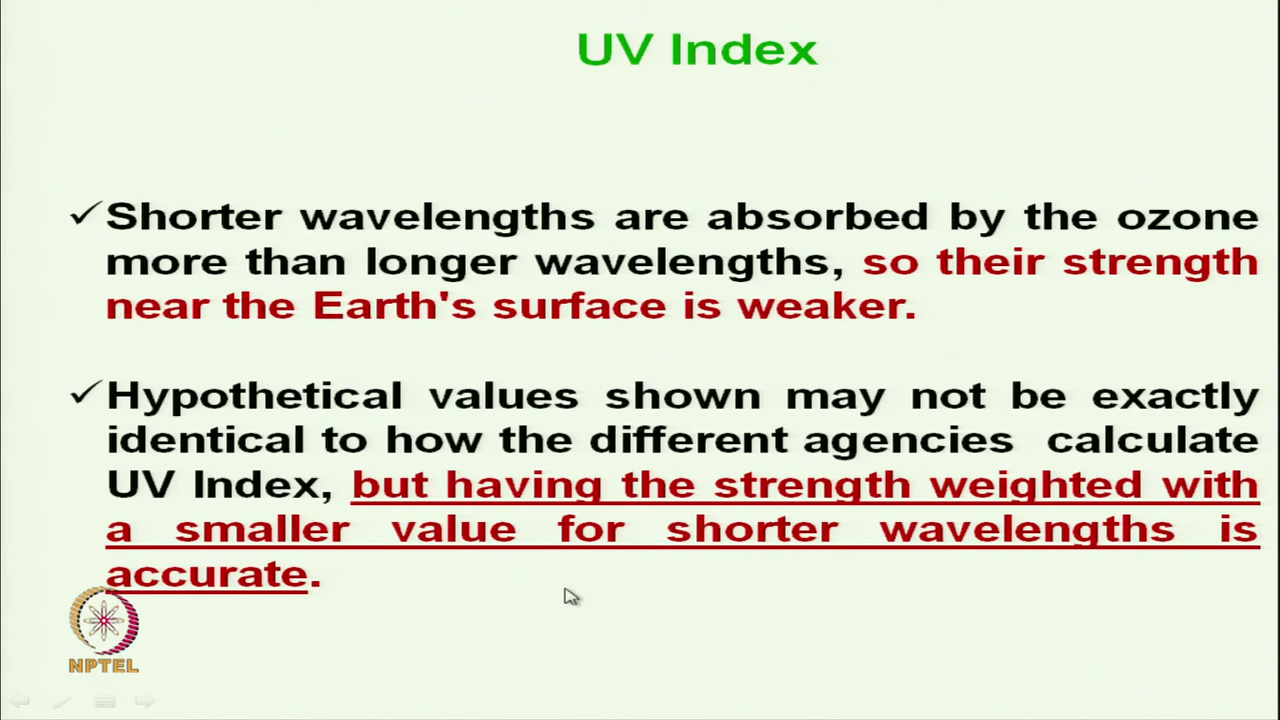 UV Index
✓Shorter wavelengths are absorbed by the ozone
more than longer wavelengths, so their strength
near the Earth's surface is weaker.
✓Hypothetical values shown may not be exactly
identical to how the different agencies calculate
UV Index, but having the strength weighted with
a smaller value for shorter wavelengths is
accurate.
NPTEL